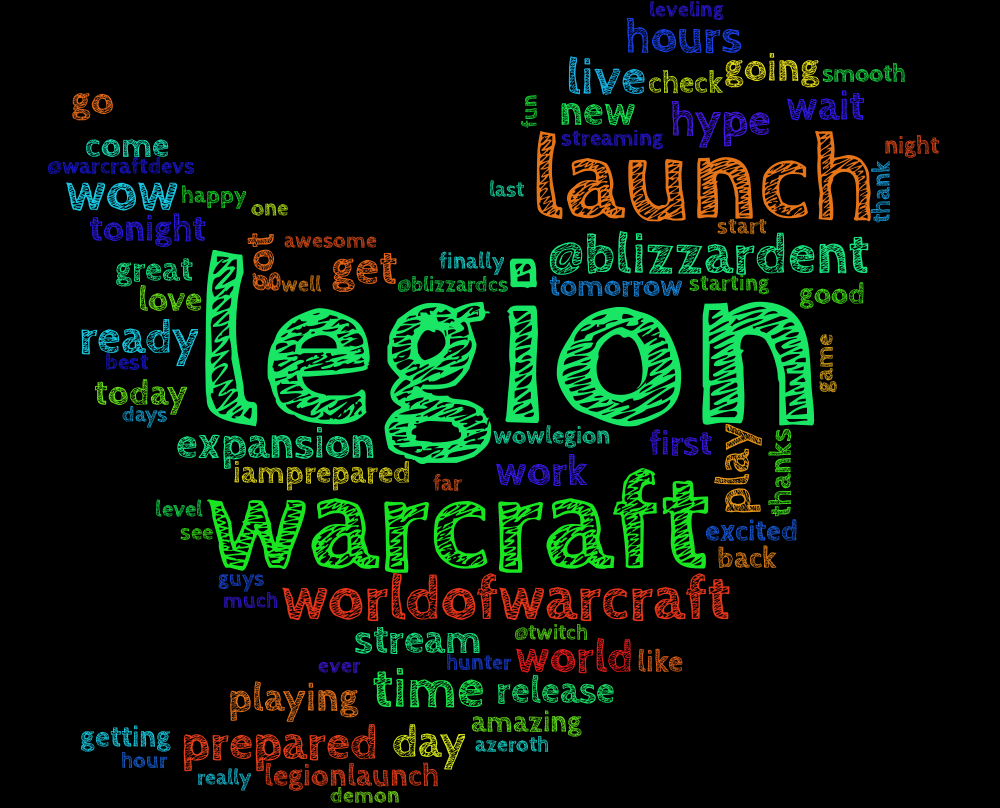 leveling
hours
live
check
going
smooth
go
fun
new
hype
wait
streaming
launch
night
come
@warcraftdevs
wow
happy
last
thank
one
tonight
start
got
awesome
@blizzardent
great
well
get
finally
@blizzardcs
tomorrow
starting
good
love
legion
ready
best
game
today
days
expansion
wowlegion
first
play
thanks
iamprepared
far
work
level
see
warcraft
excited
back
guys
much
worldofwarcraft
stream
@twitch
ever
hunter
world
like
playing
time
release
getting
prepared
day
amazing
azeroth
hour
really
legionlaunch
demon